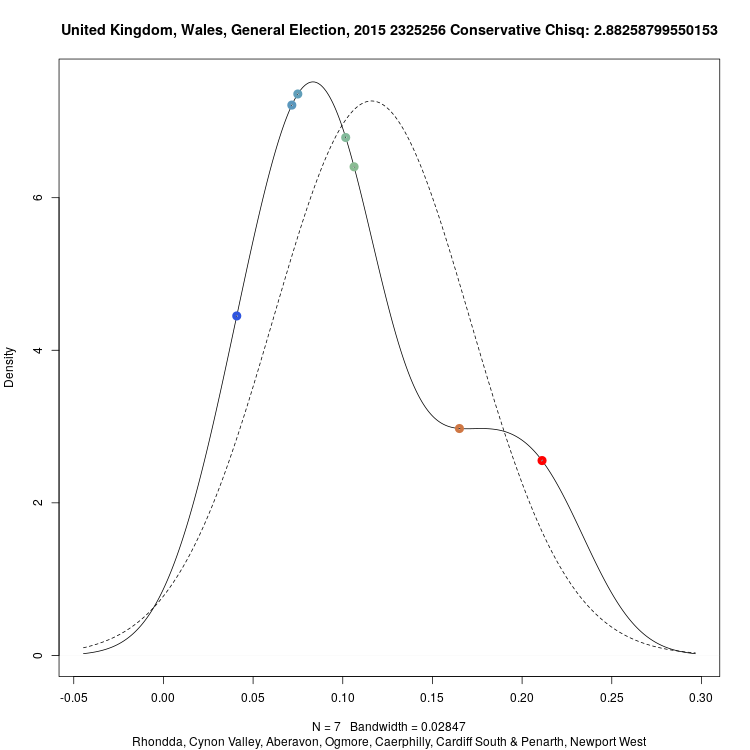 United Kingdom, Wales, General Election, 2015 2325256 Conservative Chisq: 2.88258799550153
Density
6
4
2
0
-0.05 0.00 0.05 0.10 0.15 0.20 0.25 0.30
N = 7 Bandwidth = 0.02847
Rhondda, Cynon Valley, Aberavon, Ogmore, Caerphilly, Cardiff South & Penarth, Newport West